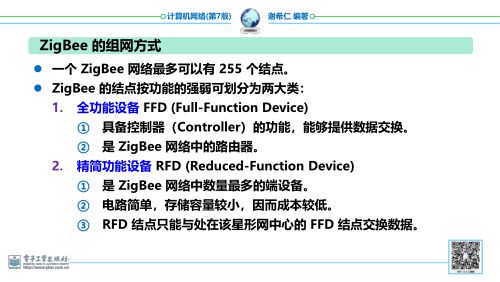 计算机网络(第7版)
谢希仁 编著
ZigBee 的组网方式
● 一个 ZigBee 网络最多可以有 255 个结点。
● ZigBee 的结点按功能的强弱可划分为两大类：
1. 全功能设备 FFD (Full-Function Device)
① 具备控制器（Controller）的功能，能够提供数据交换。
② 是 ZigBee 网络中的路由器。
2. 精简功能设备 RFD (Reduced-Function Device)
① 是 ZigBee 网络中数量最多的端设备。
② 电路简单，存储容量较小，因而成本较低。
③ RFD 结点只能与处在该星形网中心的 FFD 结点交换数据。
电子工业出版社
http://www.phei.com.cn